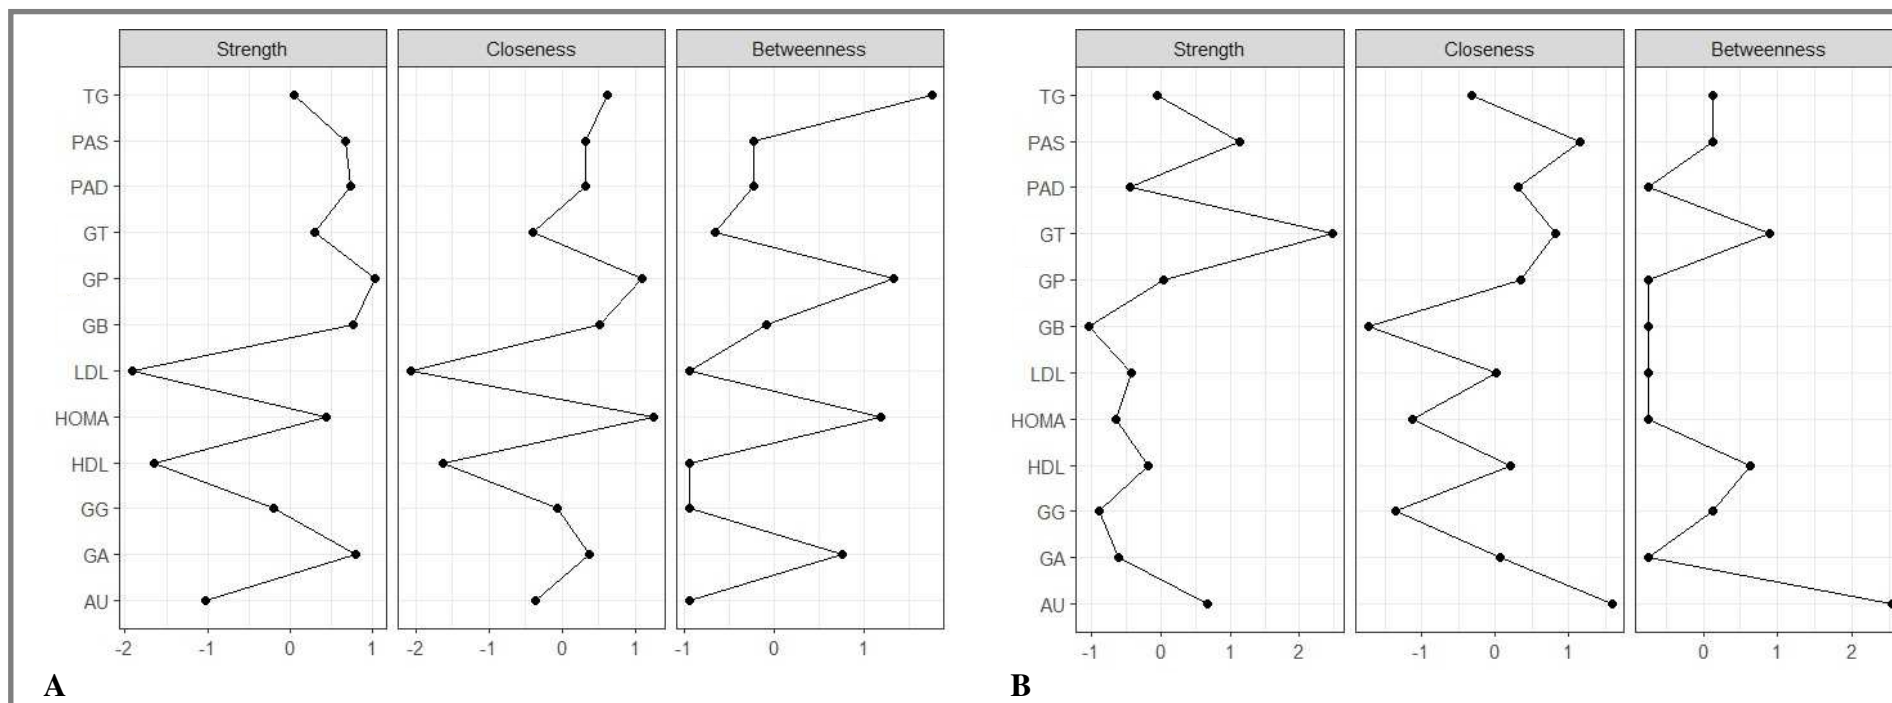 Strength Closeness Betweenness
TG
PAS
PAD
GT
GP
GB
LDL
HOMA
HDL
GG
GA
AU
-2 -1 0 1 -2 -1 0 1 -1 0 1
A
Strength Closeness Betweenness
TG
PAS
PAD
GT
GP
GB
LDL
HOMA
HDL
GG
GA
AU
-1 0 1 2 -1 0 1 0 1 2
B